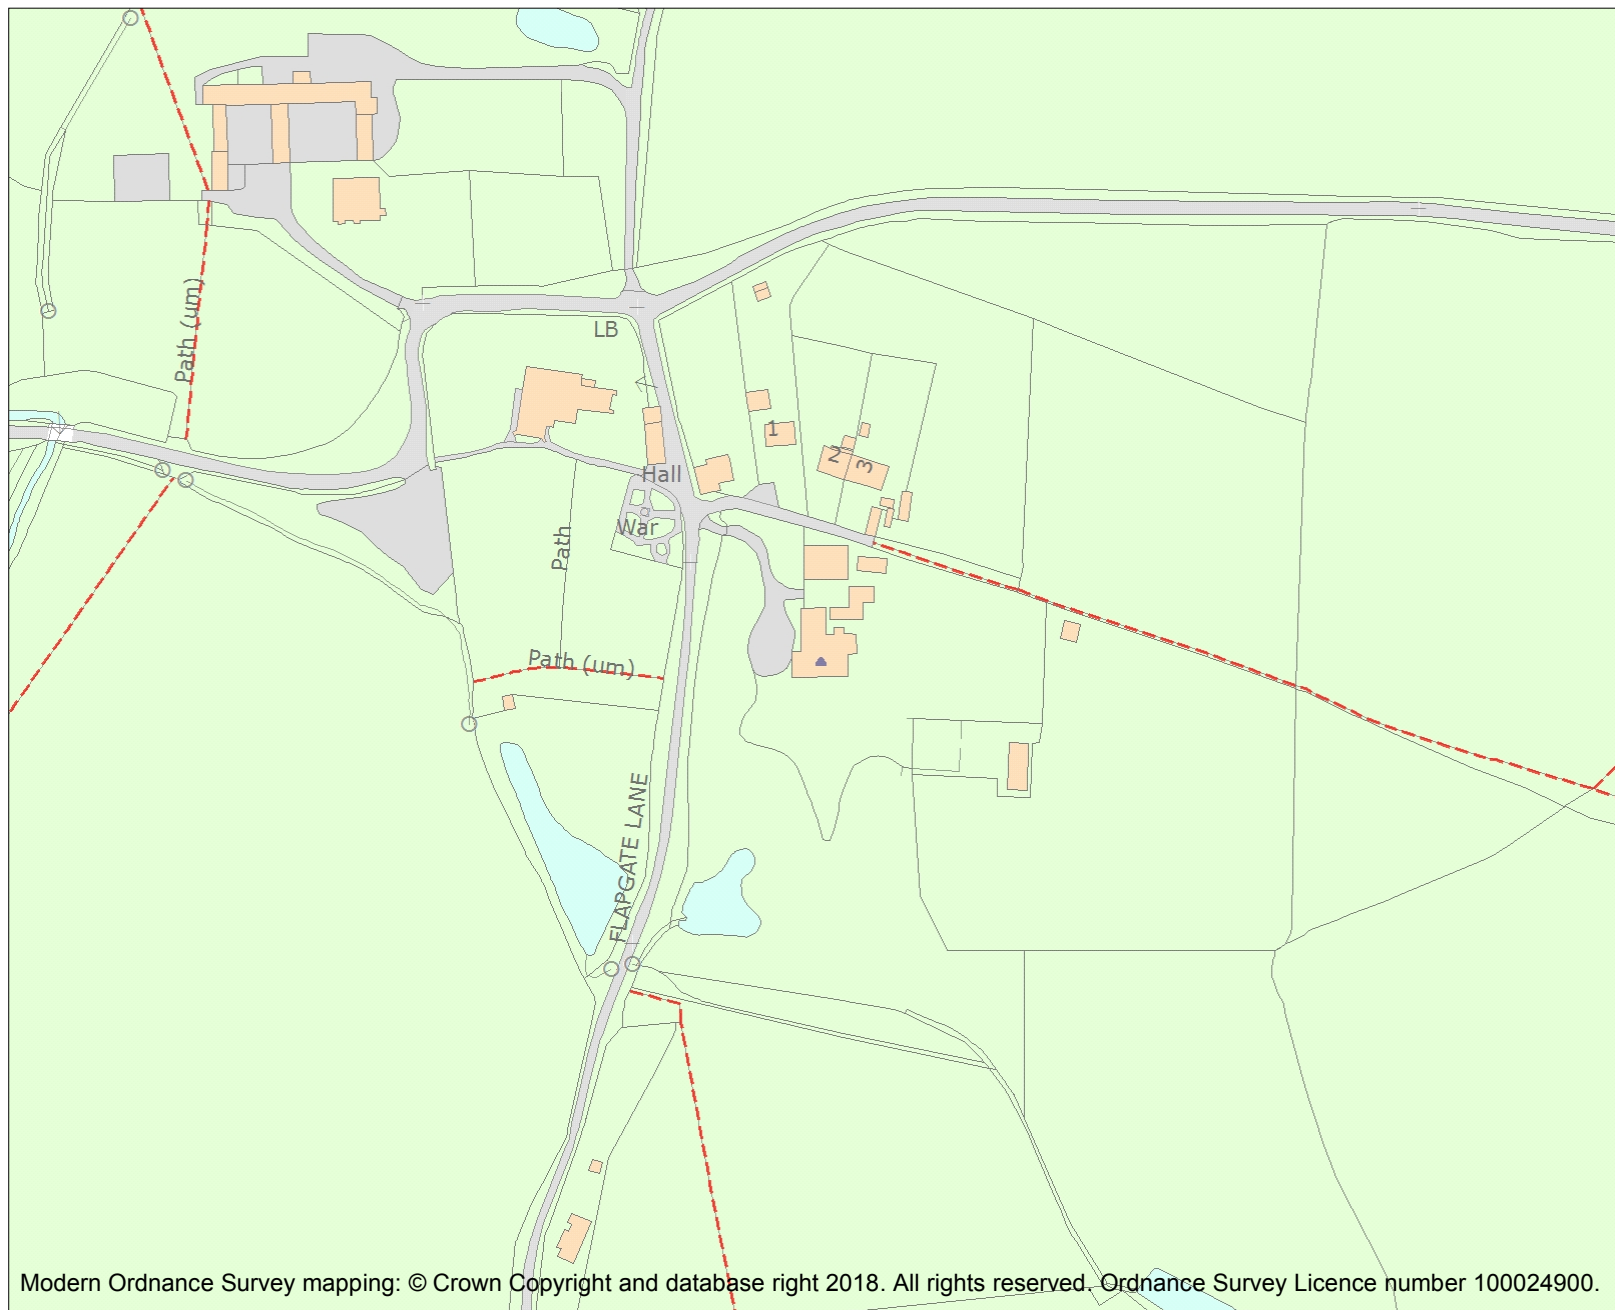 Path (um)
LB
1
2
3
Hall
War
Path
Path (um)
FLAPGATE LANE
Modern Ordnance Survey mapping: © Crown Copyright and database right 2018. All rights reserved. Ordnance Survey Licence number 100024900.